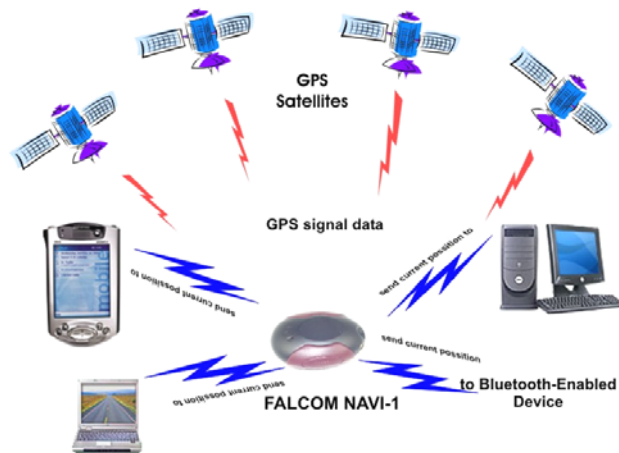 GPS
Satellites
GPS signal data
send current possition to
send current possition to
send current possition
send current possition to
to Bluetooth-Enabled
Device
FALCOM NAVI-1